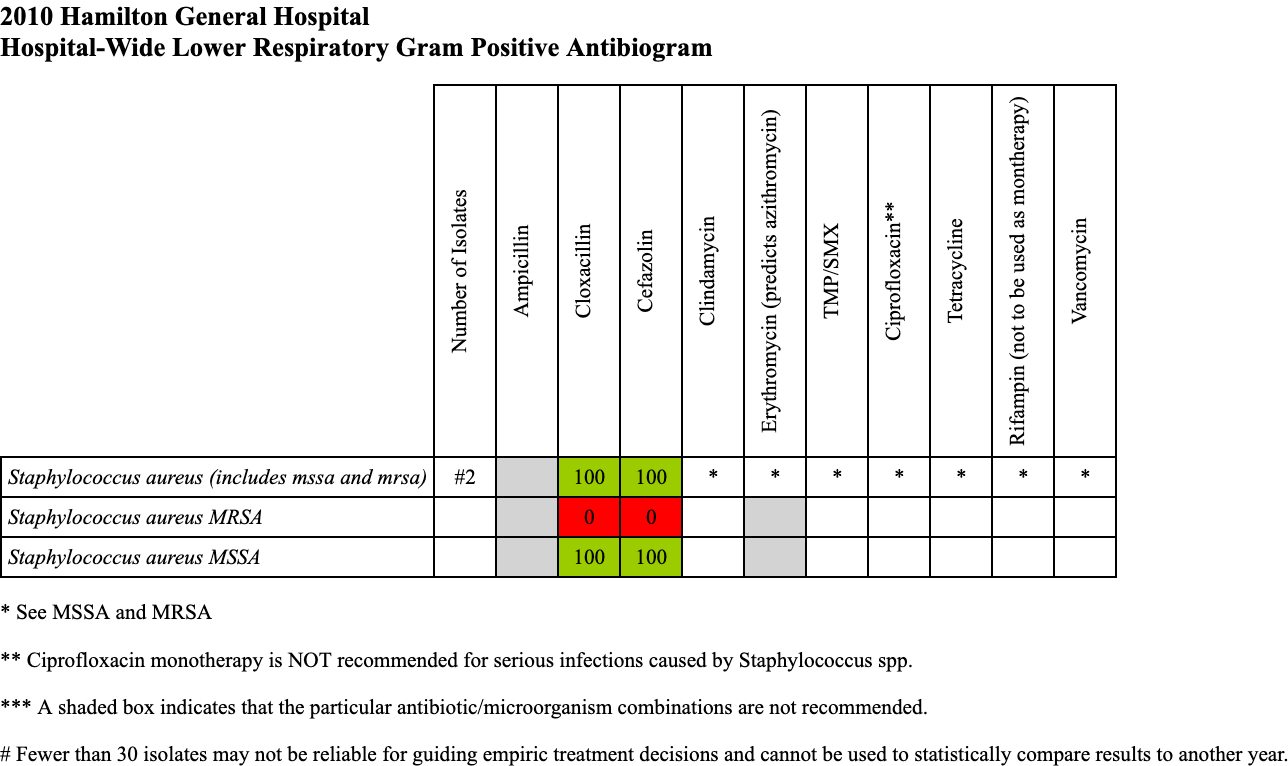 2010 Hamilton General Hospital
Hospital-Wide Lower Respiratory Gram Positive Antibiogram
Number of Isolates
Ampicillin
Cloxacillin
Cefazolin
Clindamycin
Erythromycin (predicts azithromycin)
TMP/SMX
Ciprofloxacin**
Tetracycline
Rifampin (not to be used as montherapy)
Vancomycin
Staphylococcus aureus (includes mssa and mrsa) #2 100 100 * * * * * * *
Staphylococcus aureus MRSA 0 0
Staphylococcus aureus MSSA 100 100
* See MSSA and MRSA
** Ciprofloxacin monotherapy is NOT recommended for serious infections caused by Staphylococcus spp.
*** A shaded box indicates that the particular antibiotic/microorganism combinations are not recommended.
# Fewer than 30 isolates may not be reliable for guiding empiric treatment decisions and cannot be used to statistically compare results to another year.